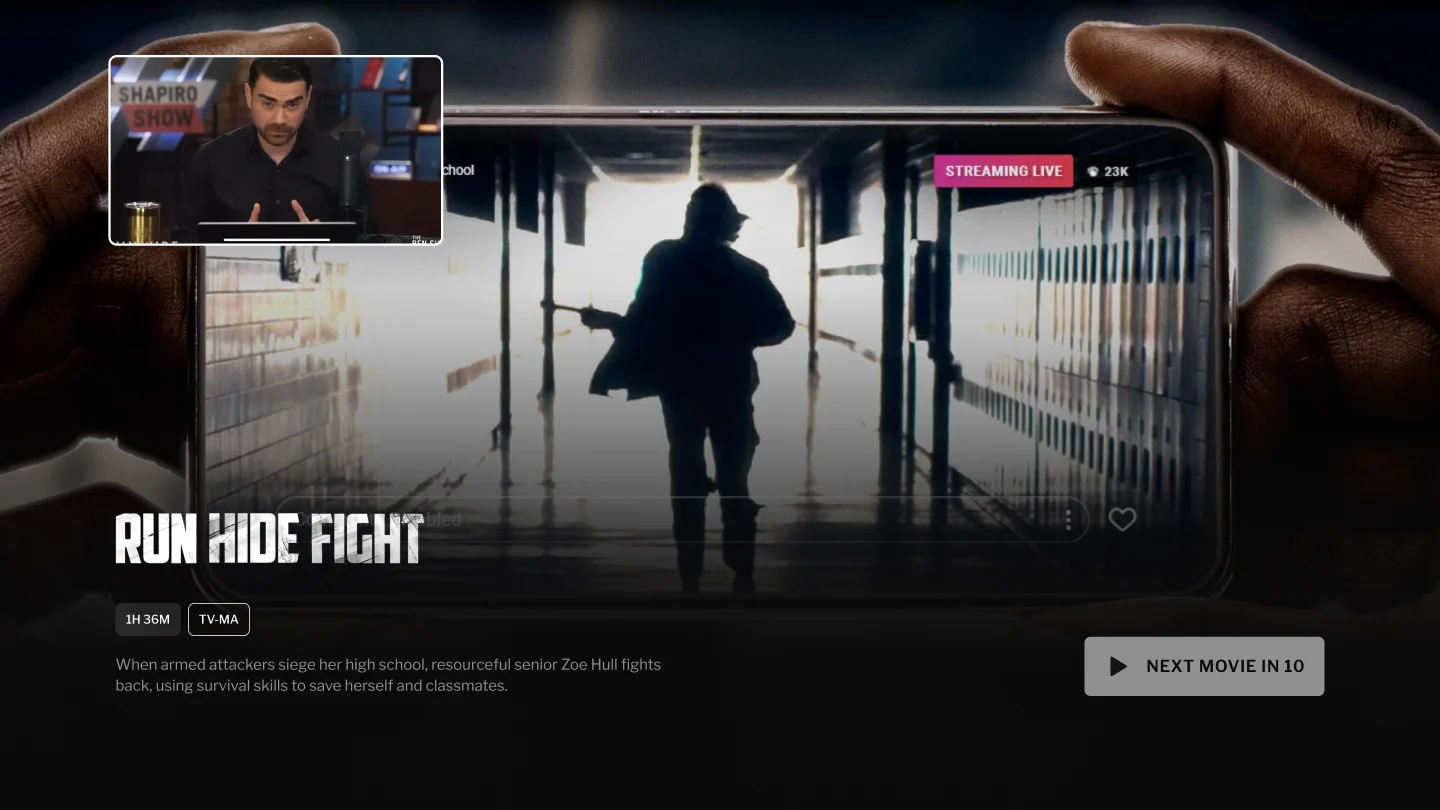 SHAPIRO
SHOW
THE
chool
STREAMING LIVE
23K
RUN HIDE FIGHT
1H 36M
TV-MA
When armed attackers siege her high school, resourceful senior Zoe Hull fights
back, using survival skills to save herself and classmates.
NEXT MOVIE IN 10